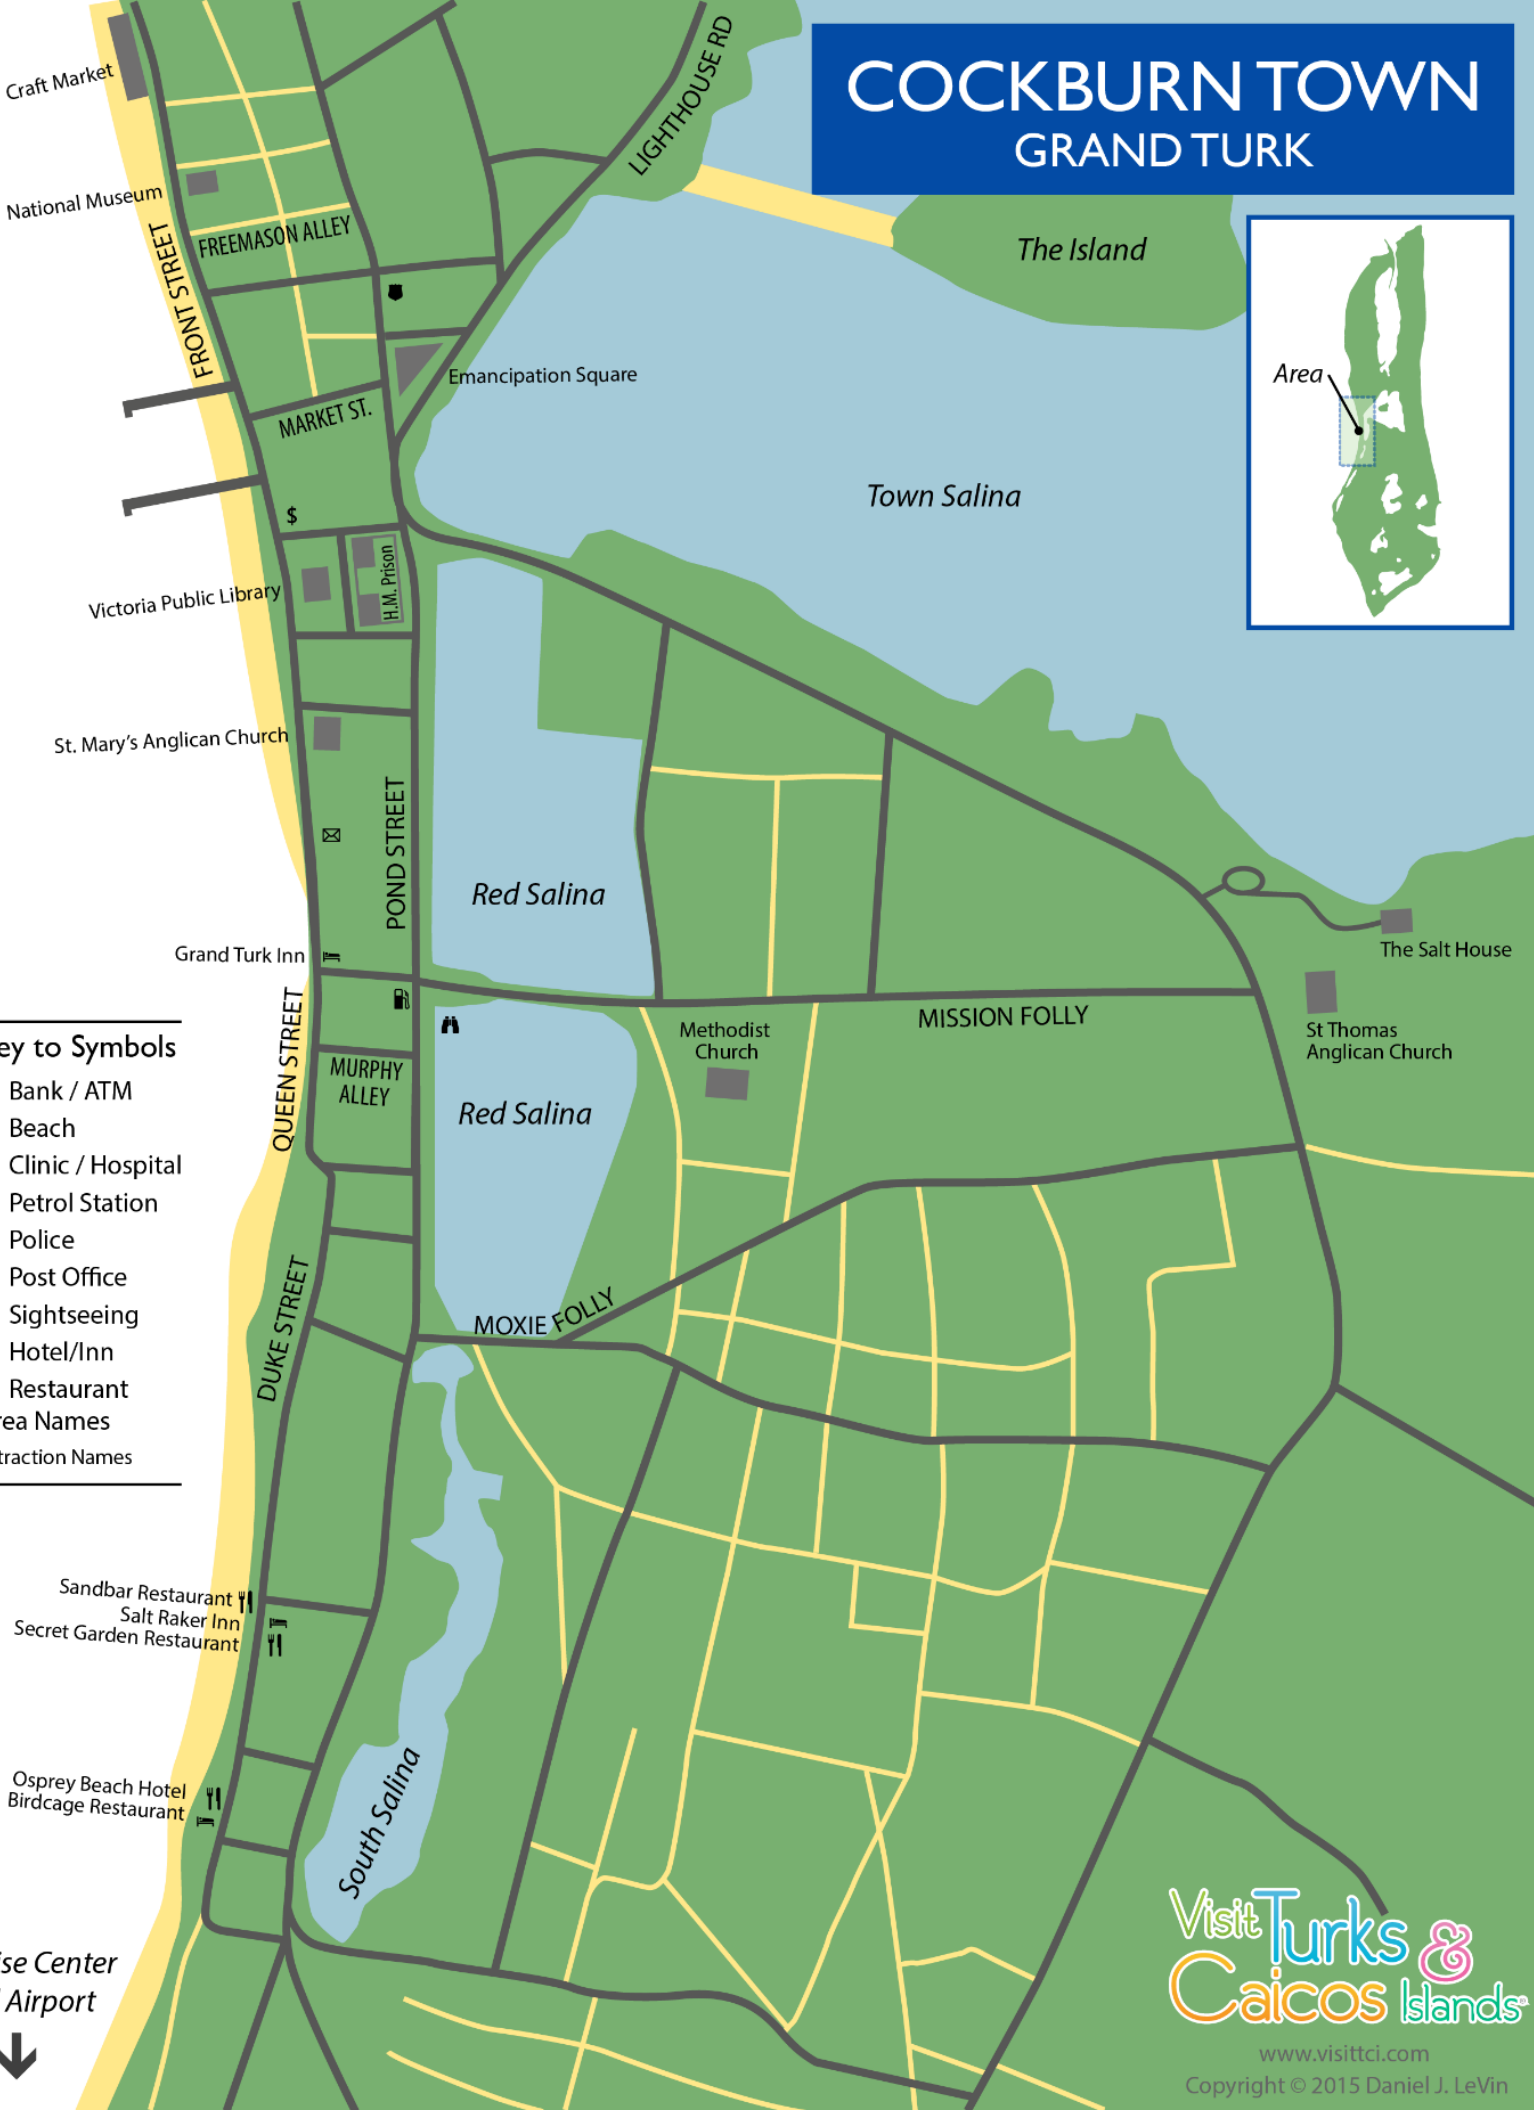 COCKBURN TOWN
GRAND TURK
Craft Market
LIGHTHOUSE RD
National Museum
FREEMASON ALLEY
FRONT STREET
The Island
Area
Emancipation Square
MARKET ST.
Town Salina
$
H.M. Prison
Victoria Public Library
St. Mary's Anglican Church
POND STREET
Red Salina
Grand Turk Inn
The Salt House
MISSION FOLLY
St Thomas
Anglican Church
Methodist
Church
QUEEN STREET
MURPHY
ALLEY
Red Salina
ey to Symbols
Bank / ATM
Beach
Clinic / Hospital
Petrol Station
Police
Post Office
Sightseeing
Hotel/Inn
Restaurant
rea Names
traction Names
DUKE STREET
MOXIE FOLLY
Sandbar Restaurant
Salt Raker Inn
Secret Garden Restaurant
Osprey Beach Hotel
Birdcage Restaurant
South Salina
se Center
Airport
Visit Turks &
Caicos Islands
www.visittci.com
Copyright © 2015 Daniel J. LeVin